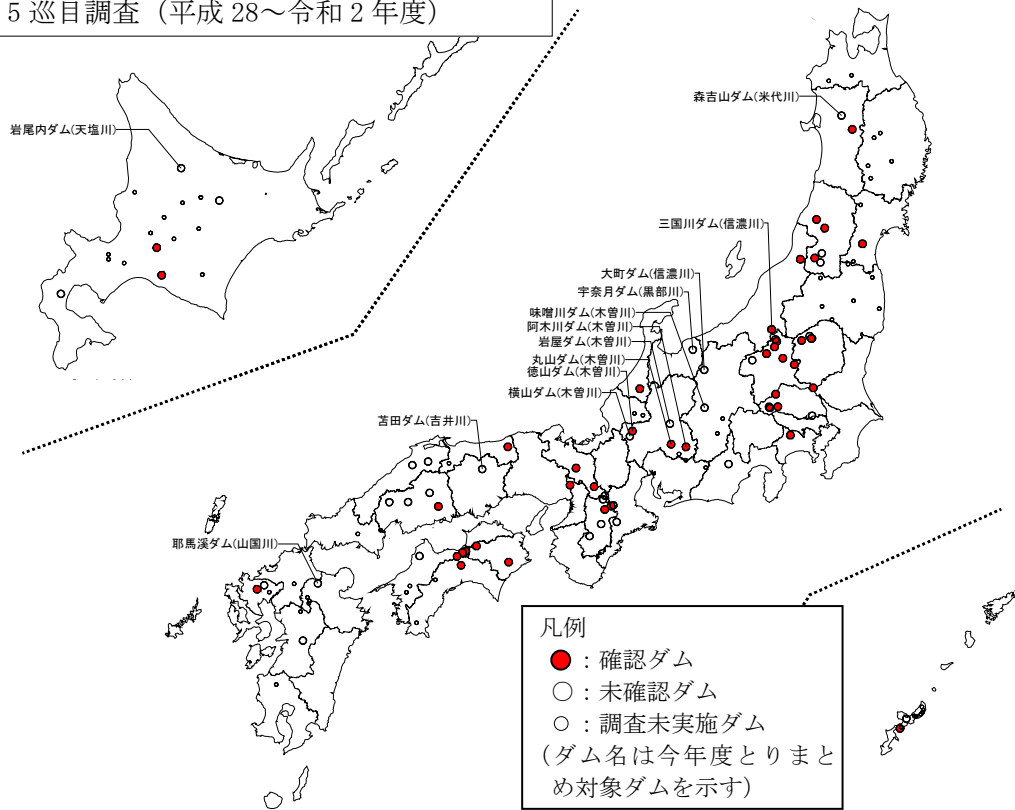 5 巡目調査（平成 28～令和 2 年度）
森吉山ダム(米代川)
岩尾内ダム(天塩川)
三国川ダム(信濃川)
大町ダム(信濃川)
宇奈月ダム(黒部川)
味噌川ダム(木曽川)
阿木川ダム(木曽川)
岩屋ダム(木曽川)
丸山ダム(木曽川)
徳山ダム(木曽川)
横山ダム(木曽川)
苫田ダム(吉井川)
耶馬溪ダム(山国川)
凡例
：確認ダム
：未確認ダム
：調査未実施ダム
（ダム名は今年度とりまと
め対象ダムを示す）